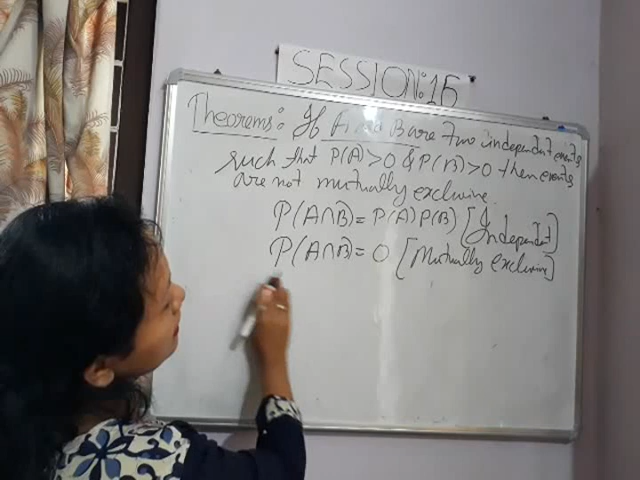 SESSION:16
Theorems: If A and B are two independent events
such that P(A)>0 & P(B)>0 then events
are not mutually exclusive.
P(A∩B) = P(A) P(B) [Independent]
P(A∩B) = 0 [Mutually exclusive]